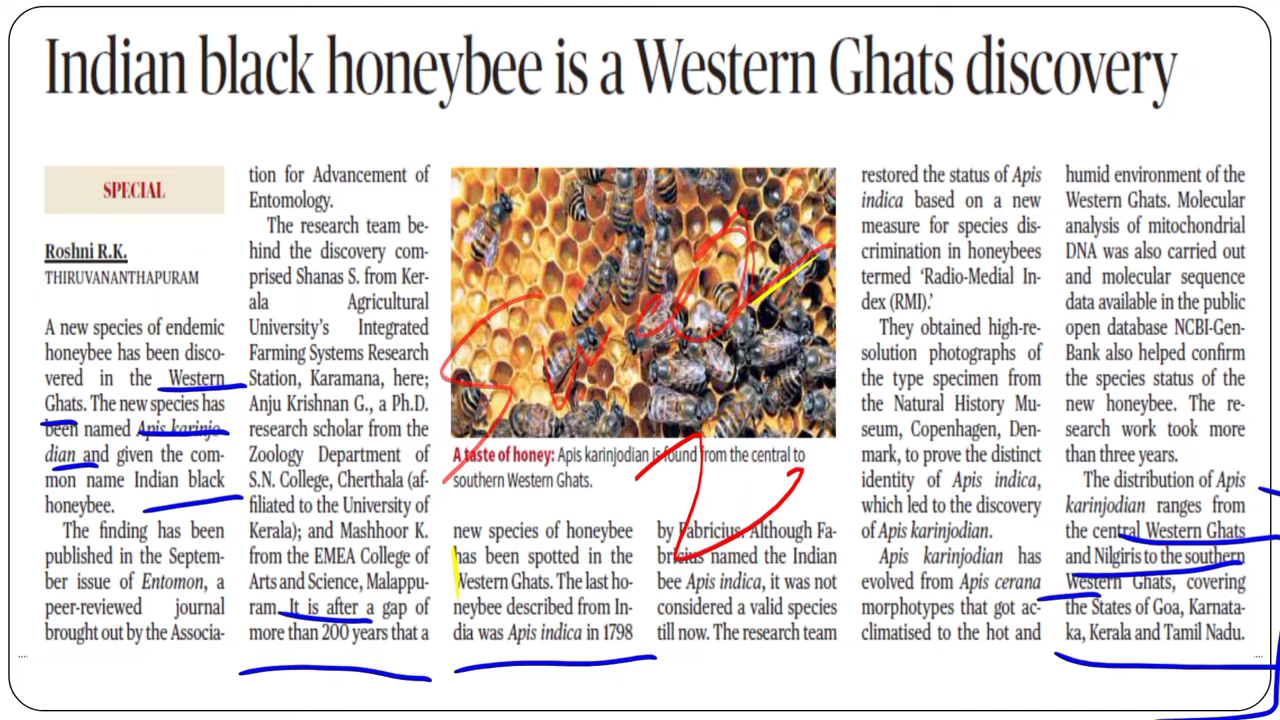 Indian black honeybee is a Western Ghats discovery
SPECIAL
Roshni R.K.
THIRUVANANTHAPURAM
A new species of endemic
honeybee has been disco-
vered in the Western
Ghats. The new species has
been named Apis karinjo-
dian and given the com-
mon name Indian black
honeybee.
The finding has been
published in the Septem-
ber issue of Entomon, a
peer-reviewed journal
brought out by the Associa-
tion for Advancement of
Entomology.
The research team be-
hind the discovery com-
prised Shanas S. from Ker-
ala Agricultural
University's Integrated
Farming Systems Research
Station, Karamana, here;
Anju Krishnan G., a Ph.D.
research scholar from the
Zoology Department of
S.N. College, Cherthala (af-
filiated to the University of
Kerala); and Mashhoor K.
from the EMEA College of
Arts and Science, Malappu-
ram. It is after a gap of
more than 200 years that a
A taste of honey: Apis karinjodian is found from the central to
southern Western Ghats.
new species of honeybee
has been spotted in the
Western Ghats. The last ho-
neybee described from In-
dia was Apis indica in 1798
by Fabricius. Although Fa-
bricius named the Indian
bee Apis indica, it was not
considered a valid species
till now. The research team
restored the status of Apis
indica based on a new
measure for species dis-
crimination in honeybees
termed 'Radio-Medial In-
dex (RMI).'
They obtained high-re-
solution photographs of
the type specimen from
the Natural History Mu-
seum, Copenhagen, Den-
mark, to prove the distinct
identity of Apis indica,
which led to the discovery
of Apis karinjodian.
Apis karinjodian has
evolved from Apis cerana
morphotypes that got ac-
climatised to the hot and
humid environment of the
Western Ghats. Molecular
analysis of mitochondrial
DNA was also carried out
and molecular sequence
data available in the public
open database NCBI-Gen-
Bank also helped confirm
the species status of the
new honeybee. The re-
search work took more
than three years.
The distribution of Apis
karinjodian ranges from
the central Western Ghats
and Nilgiris to the southern
Western Ghats, covering
the States of Goa, Karnata-
ka, Kerala and Tamil Nadu.